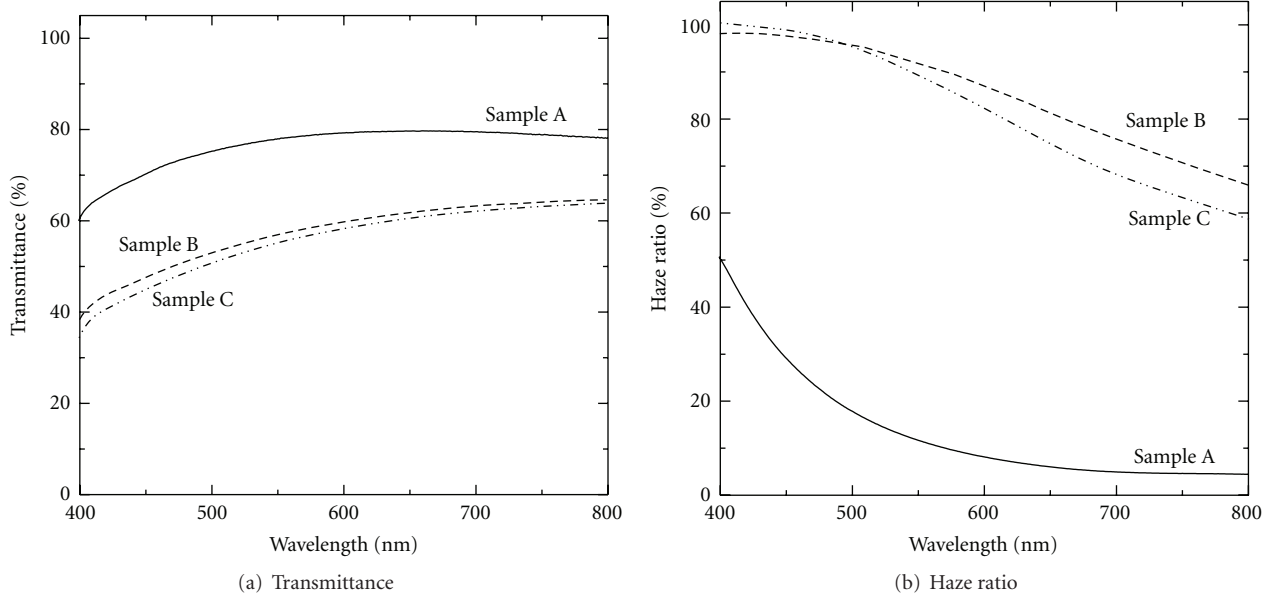 100
80
60
40
20
0
Transmittance (%)
Sample A
Sample B
Sample C
400
500
600
700
800
Wavelength (nm)
(a) Transmittance
100
80
60
40
20
0
Haze ratio (%)
Sample B
Sample C
Sample A
400
500
600
700
800
Wavelength (nm)
(b) Haze ratio